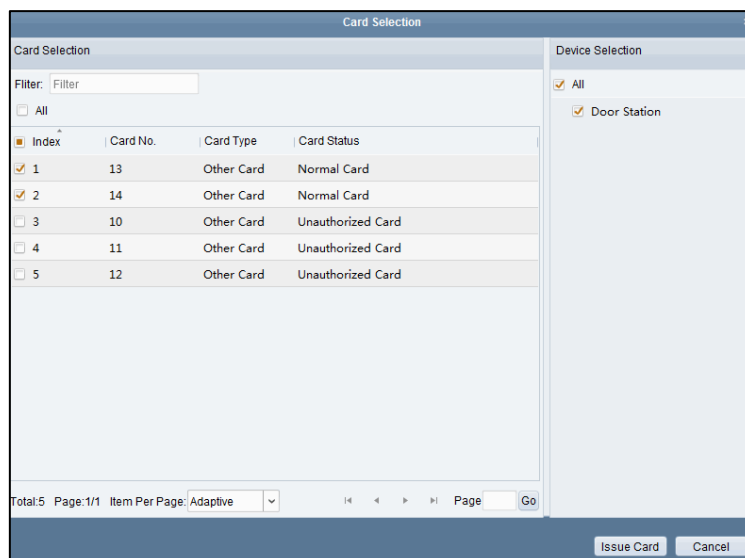 Card Selection
Card Selection
Fliter: Filter
All
Index Card No. Card Type Card Status
1 13 Other Card Normal Card
2 14 Other Card Normal Card
3 10 Other Card Unauthorized Card
4 11 Other Card Unauthorized Card
5 12 Other Card Unauthorized Card
Total:5 Page:1/1 Item Per Page: Adaptive Page Go
Device Selection
All
Door Station
Issue Card Cancel